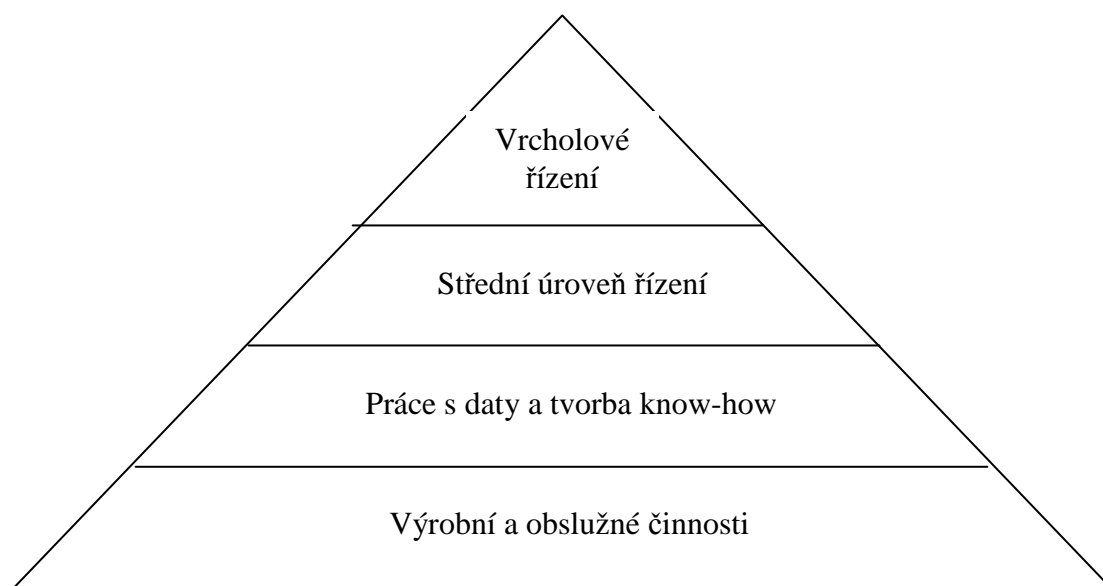 Vrcholové
řízení
Střední úroveň řízení
Práce s daty a tvorba know-how
Výrobní a obslužné činnosti